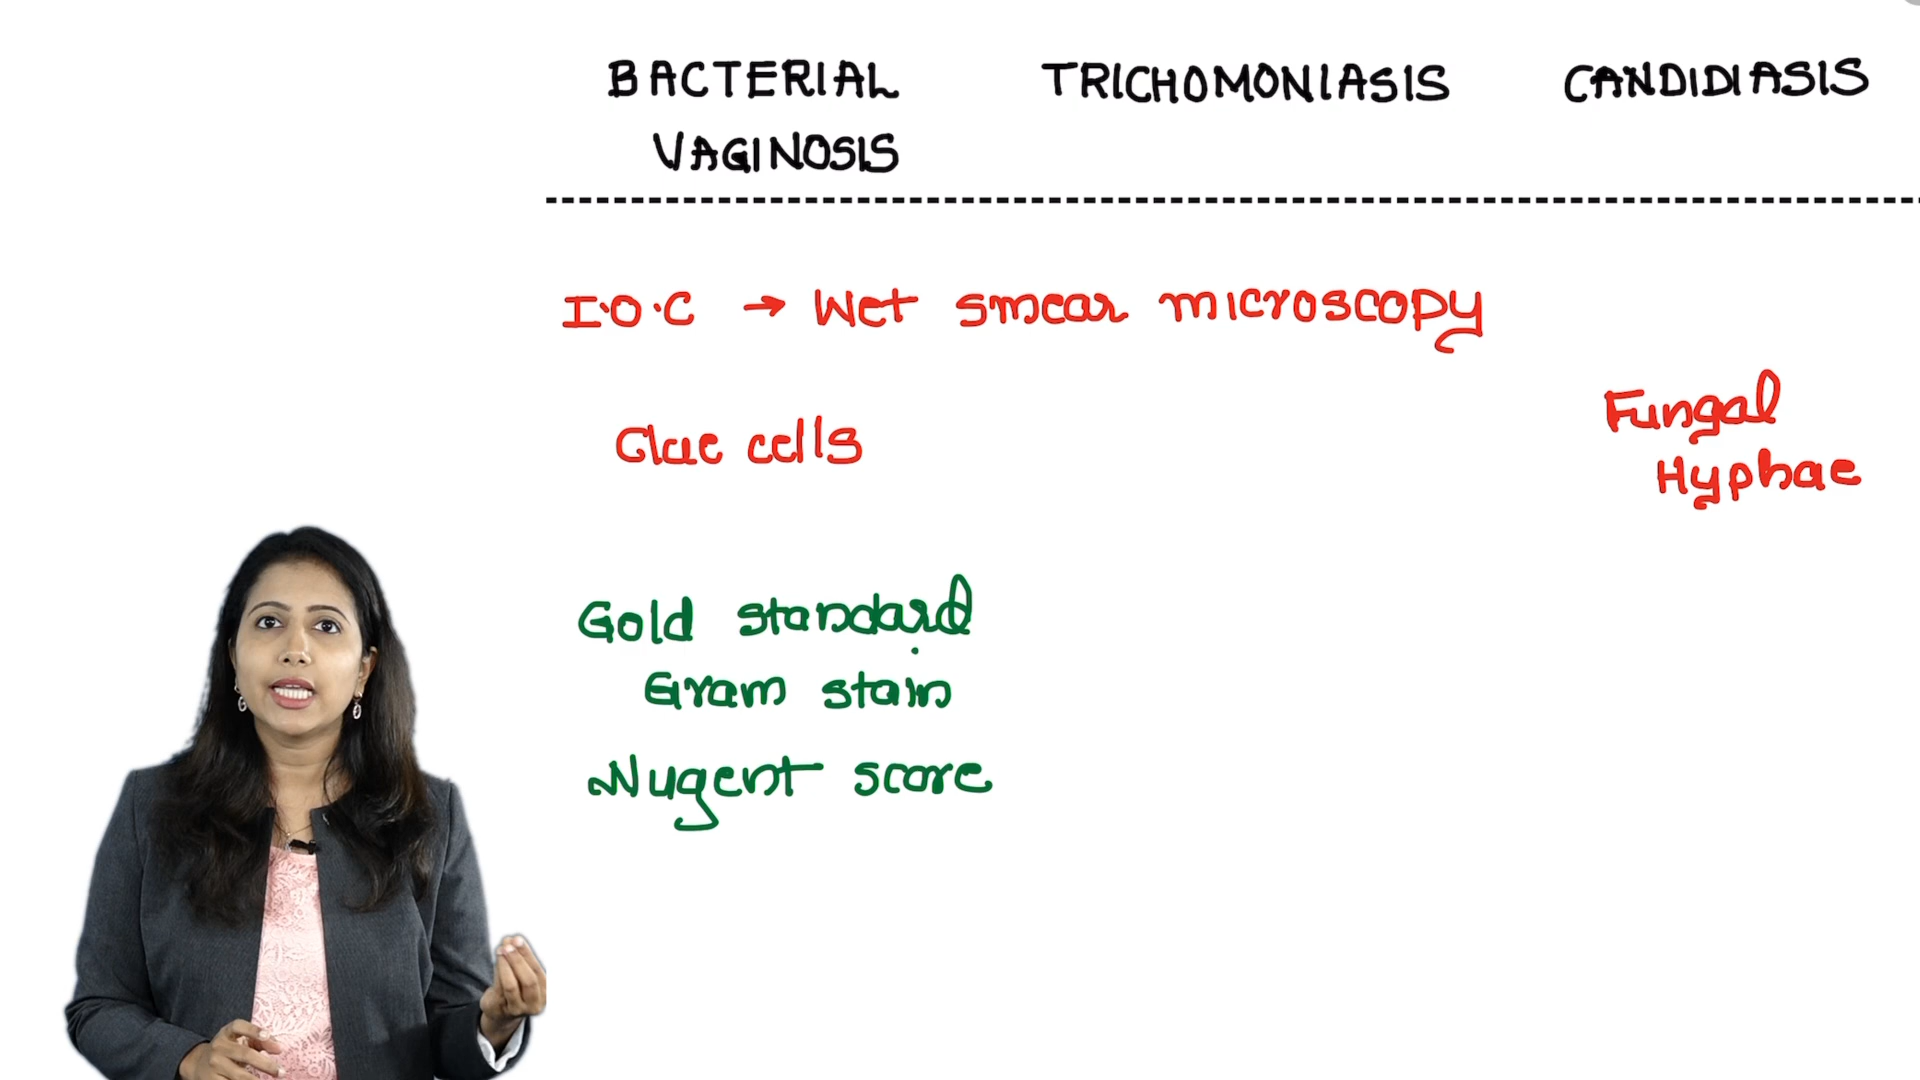 BACTERIAL VAGINOSIS
TRICHOMONIASIS
CANDIDIASIS
I.O.C → Wet smear microscopy
Clue cells
Fungal Hyphae
Gold standard
Gram stain
Nugent score